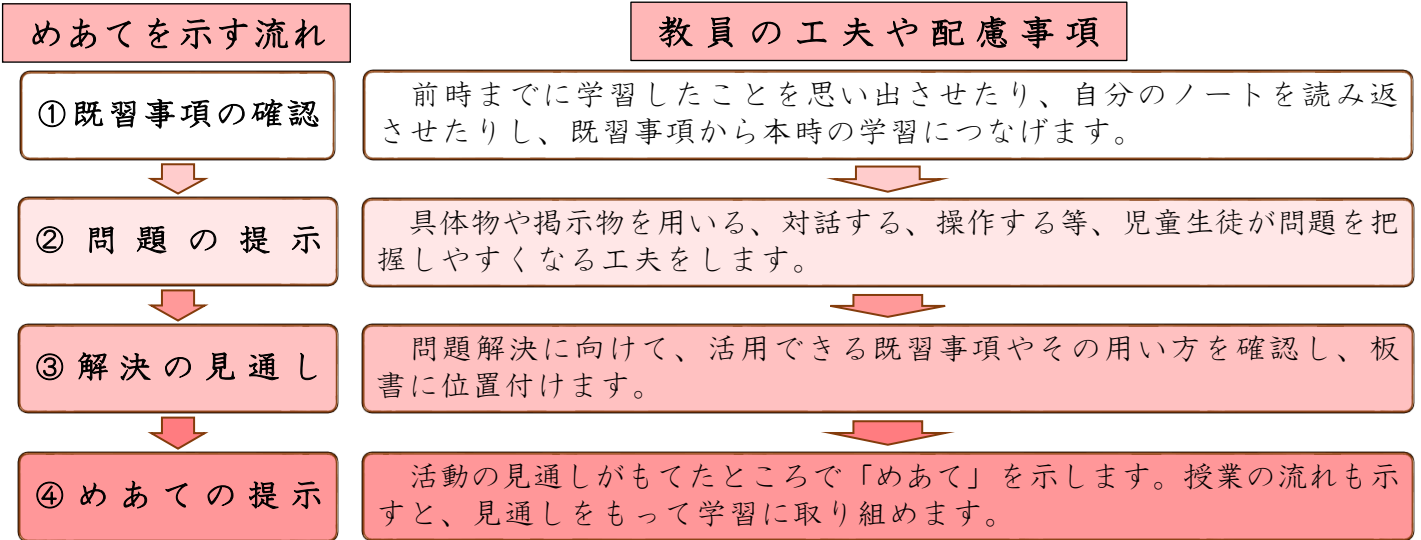 めあてを示す流れ
教員の工夫や配慮事項
①既習事項の確認
前時までに学習したことを思い出させたり、自分のノートを読み返
させたりし、既習事項から本時の学習につなげます。
②問題の提示
具体物や掲示物を用いる、対話する、操作する等、児童生徒が問題を把
握しやすくなる工夫をします。
③解決の見通し
問題解決に向けて、活用できる既習事項やその用い方を確認し、板
書に位置付けます。
④めあての提示
活動の見通しがもてたところで「めあて」を示します。授業の流れも示
すと、見通しをもって学習に取り組めます。